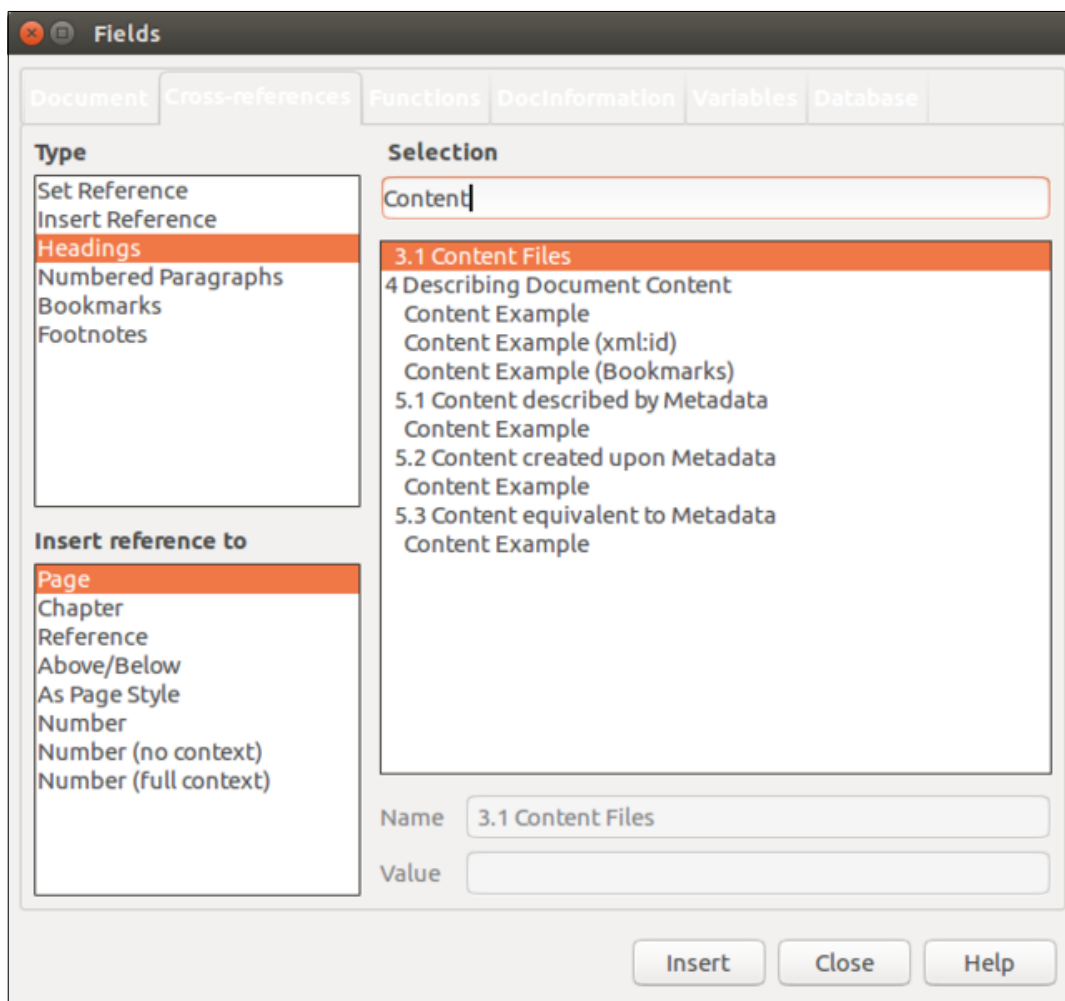 Fields
Document Cross-references Functions DocInformation Variables Database
Type
Set Reference
Insert Reference
Headings
Numbered Paragraphs
Bookmarks
Footnotes
Insert reference to
Page
Chapter
Reference
Above/Below
As Page Style
Number
Number (no context)
Number (full context)
Selection
Content
3.1 Content Files
4 Describing Document Content
Content Example
Content Example (xml:id)
Content Example (Bookmarks)
5.1 Content described by Metadata
Content Example
5.2 Content created upon Metadata
Content Example
5.3 Content equivalent to Metadata
Content Example
Name 3.1 Content Files
Value
Insert Close Help